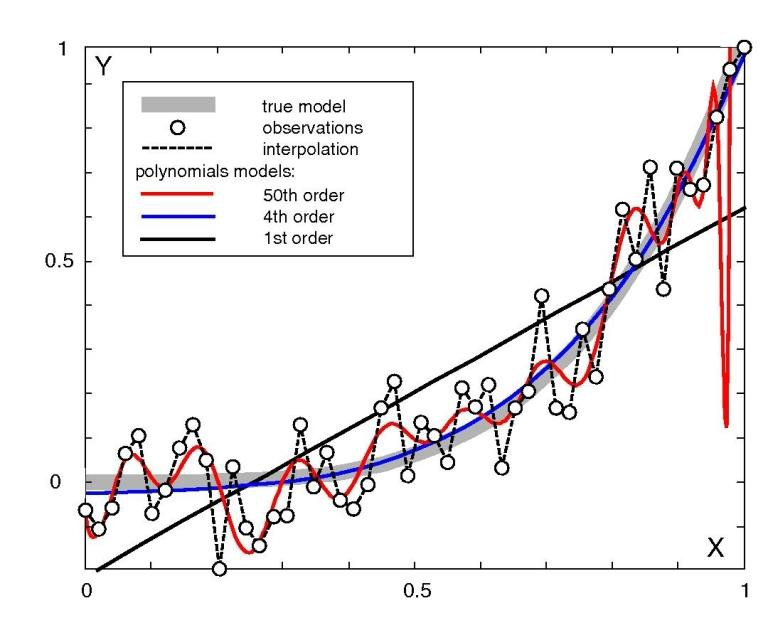 1
Y
true model
observations
interpolation
polynomials models:
50th order
4th order
1st order
0.5
0
X
0
0.5
1